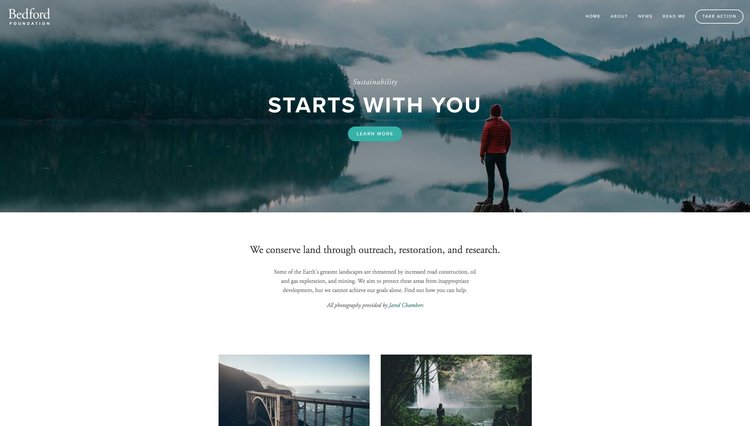 Bedford
FOUNDATION
HOME ABOUT NEWS READ ME TAKE ACTION
Sustainability
STARTS WITH YOU
LEARN MORE
We conserve land through outreach, restoration, and research.
Some of the Earth's greatest landscapes are threatened by increased road construction, oil
and gas exploration, and mining. We aim to protect these areas from inappropriate
development, but we cannot achieve our goals alone. Find out how you can help.
All photography provided by Jared Chambers